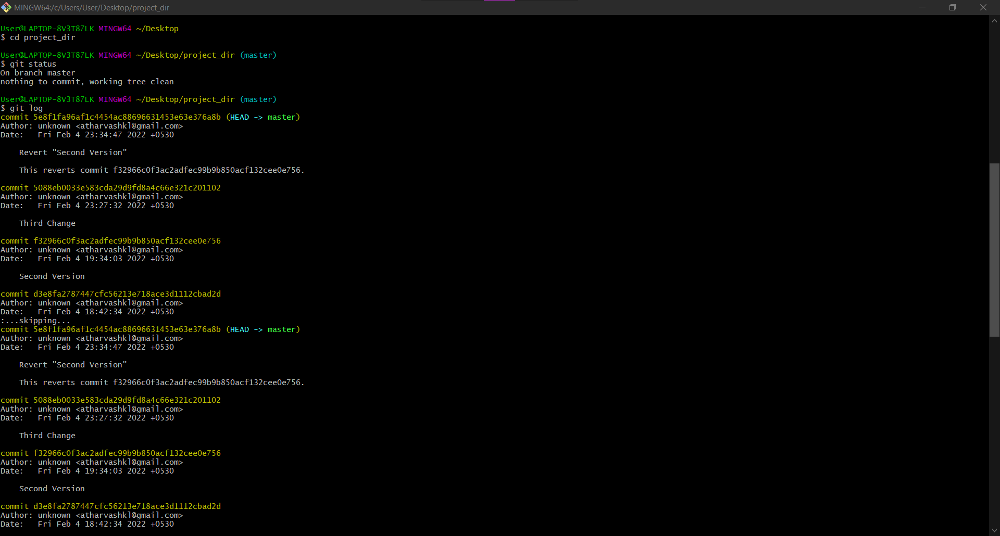 MINGW64:/c/Users/User/Desktop/project_dir
User@LAPTOP-8V3T87LK MINGW64 ~/Desktop
$ cd project_dir
User@LAPTOP-8V3T87LK MINGW64 ~/Desktop/project_dir (master)
$ git status
On branch master
nothing to commit, working tree clean
User@LAPTOP-8V3T87LK MINGW64 ~/Desktop/project_dir (master)
$ git log
commit 5e8f1fa96af1c4454ac88696631453e63e376a8b (HEAD -> master)
Author: unknown <atharvashkl@gmail.com>
Date:   Fri Feb 4 23:34:47 2022 +0530
    Revert "Second Version"
    This reverts commit f32966c0f3ac2adfec99b9b850acf132cee0e756.
commit 5088eb0033e583cda29d9fd8a4c66e321c201102
Author: unknown <atharvashkl@gmail.com>
Date:   Fri Feb 4 23:27:32 2022 +0530
    Third Change
commit f32966c0f3ac2adfec99b9b850acf132cee0e756
Author: unknown <atharvashkl@gmail.com>
Date:   Fri Feb 4 19:34:03 2022 +0530
    Second Version
commit d3e8fa2787447cfc56213e718ace3d1112cbad2d
Author: unknown <atharvashkl@gmail.com>
Date:   Fri Feb 4 18:42:34 2022 +0530
:...skipping...
commit 5e8f1fa96af1c4454ac88696631453e63e376a8b (HEAD -> master)
Author: unknown <atharvashkl@gmail.com>
Date:   Fri Feb 4 23:34:47 2022 +0530
    Revert "Second Version"
    This reverts commit f32966c0f3ac2adfec99b9b850acf132cee0e756.
commit 5088eb0033e583cda29d9fd8a4c66e321c201102
Author: unknown <atharvashkl@gmail.com>
Date:   Fri Feb 4 23:27:32 2022 +0530
    Third Change
commit f32966c0f3ac2adfec99b9b850acf132cee0e756
Author: unknown <atharvashkl@gmail.com>
Date:   Fri Feb 4 19:34:03 2022 +0530
    Second Version
commit d3e8fa2787447cfc56213e718ace3d1112cbad2d
Author: unknown <atharvashkl@gmail.com>
Date:   Fri Feb 4 18:42:34 2022 +0530